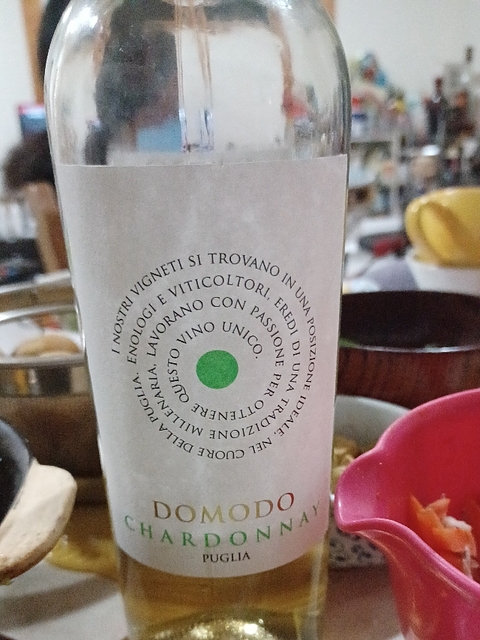 I NOSTRI VIGNETI SI TROVANO IN UNA POSIZIONE IDEALE, NEL CUORE DELLA PUGLIA. ENOLOGI E VITICOLTORI, EREDI DI UNA TRADIZIONE MILLENARIA, LAVORANO CON PASSIONE PER OTTENERE QUESTO VINO UNICO.
DOMODO
CHARDONNAY
PUGLIA